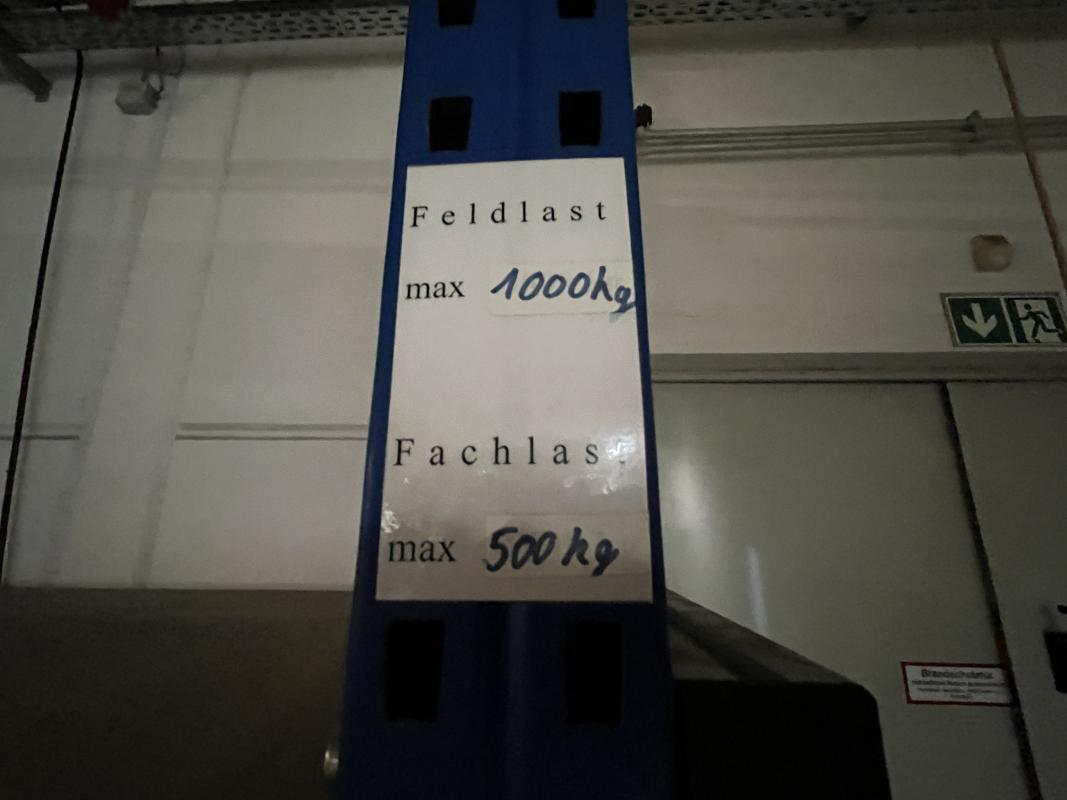 Feldlast
max 1000kg
Fachlast
max 500kg